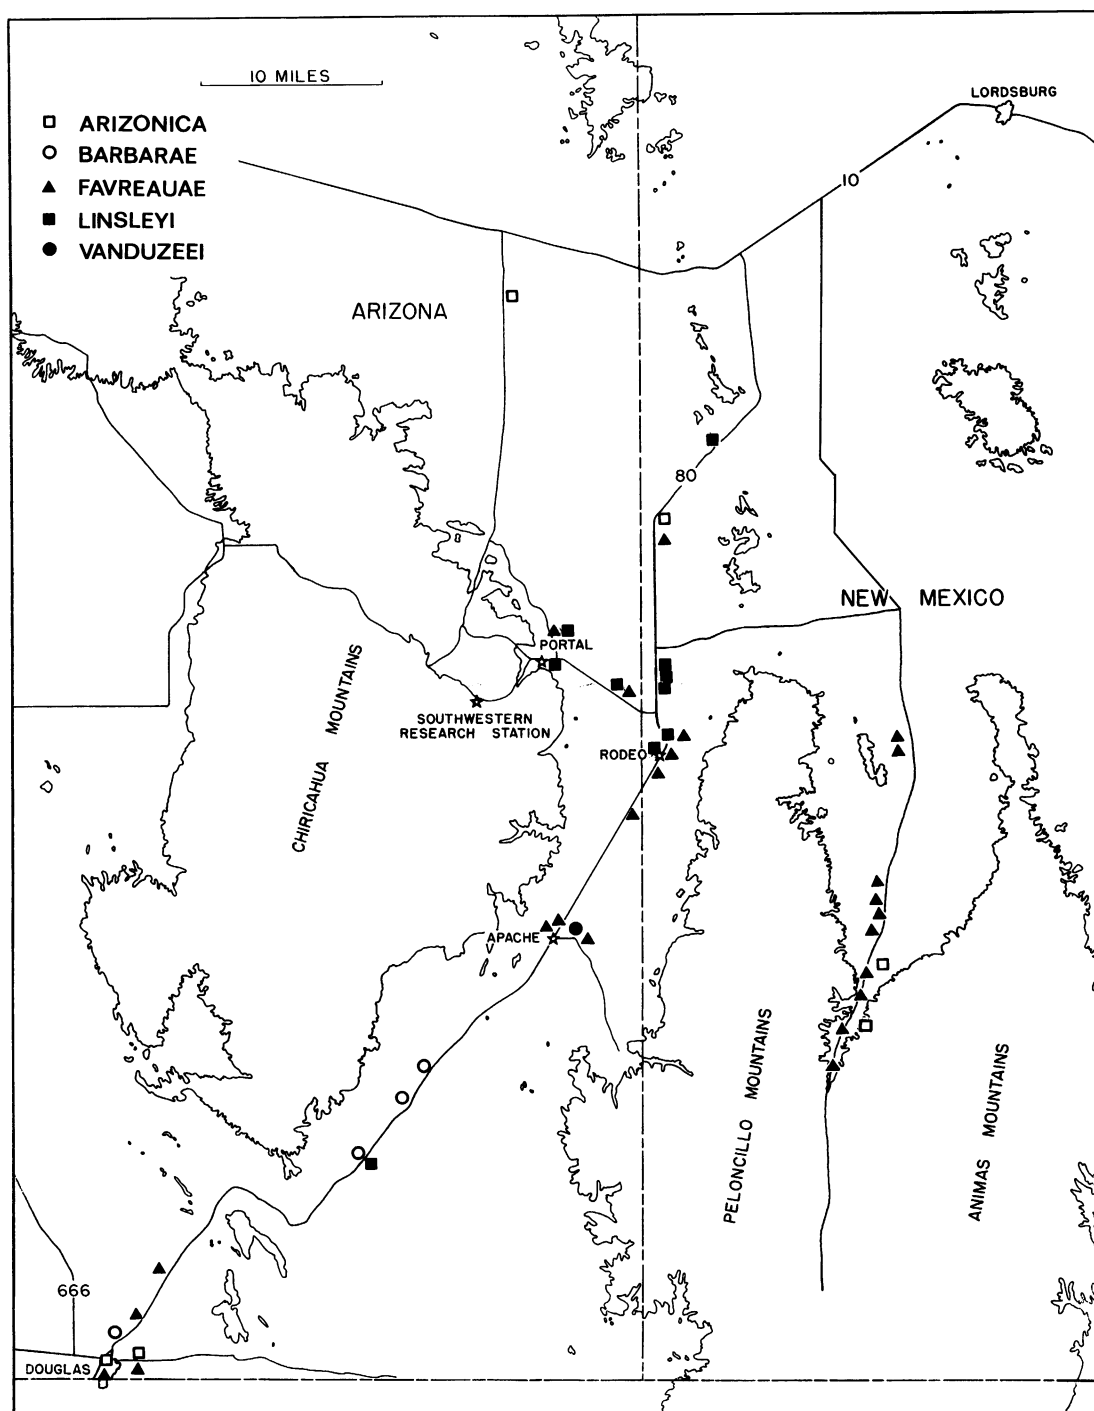 10 MILES
LORDSBURG
ARIZONICA
BARBARAE
FAVREAUAE
LINSLEYI
VANDUZEEI
10
ARIZONA
80
NEW MEXICO
PORTAL
SOUTHWESTERN
RESEARCH STATION
RODEO
CHIRICAHUA MOUNTAINS
APACHE
PELONCILLO MOUNTAINS
ANIMAS MOUNTAINS
666
DOUGLAS